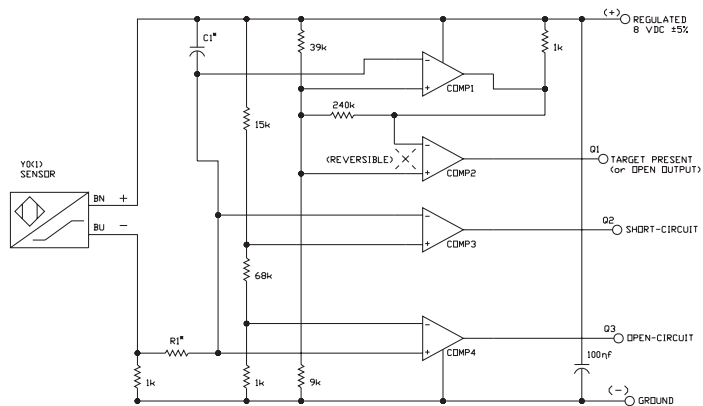 (+)
REGULATED
8 VDC ±5%
C1*
39k
1k
COMP1
240k
15k
Q1
(REVERSIBLE)
TARGET PRESENT
(or OPEN OUTPUT)
COMP2
Y0(1)
SENSOR
BN +
BU −
Q2
SHORT-CIRCUIT
COMP3
68k
Q3
OPEN-CIRCUIT
R1*
COMP4
100nf
1k
1k
9k
(-)
GROUND
− + − + − + − +